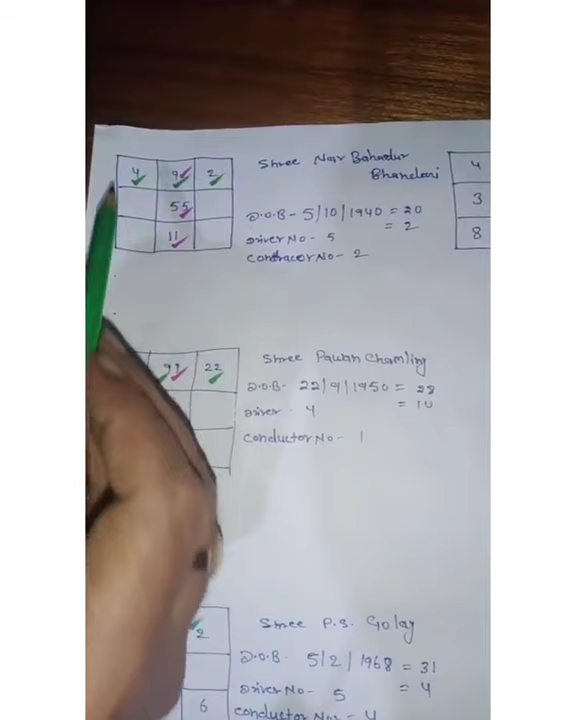 4 9 2
55
11
Shree Nar Bahadur
Bhandari
D.O.B - 5/10/1940 = 20
= 2
Driver No - 5
Contracor No - 2
4
3
8
99 22
Shree Pawan Chamling
D.O.B- 22/9/1950 = 28
= 10
Driver - 4
Conductor No - 1
2
6
Shree P.S. Golay
D.O.B- 5/2/1968 = 31
= 4
Driver No - 5
Conductor No - 4